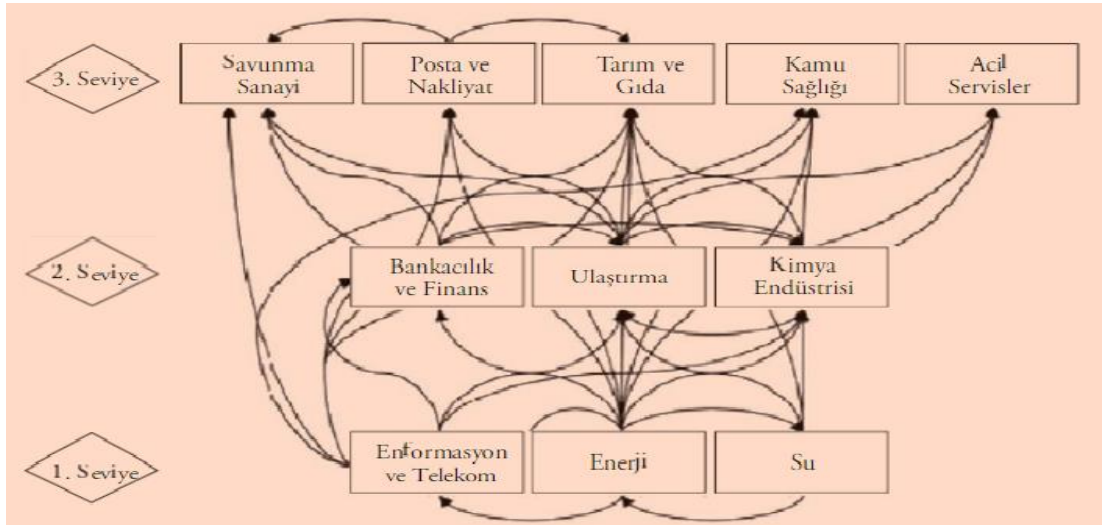 3. Seviye
Savunma
Sanayi
Posta ve
Nakliyat
Tarım ve
Gıda
Kamu
Sağlığı
Acil
Servisler
2. Seviye
Bankacılık
ve Finans
Ulaştırma
Kimya
Endüstrisi
1. Seviye
Enformasyon
ve Telekom
Enerji
Su